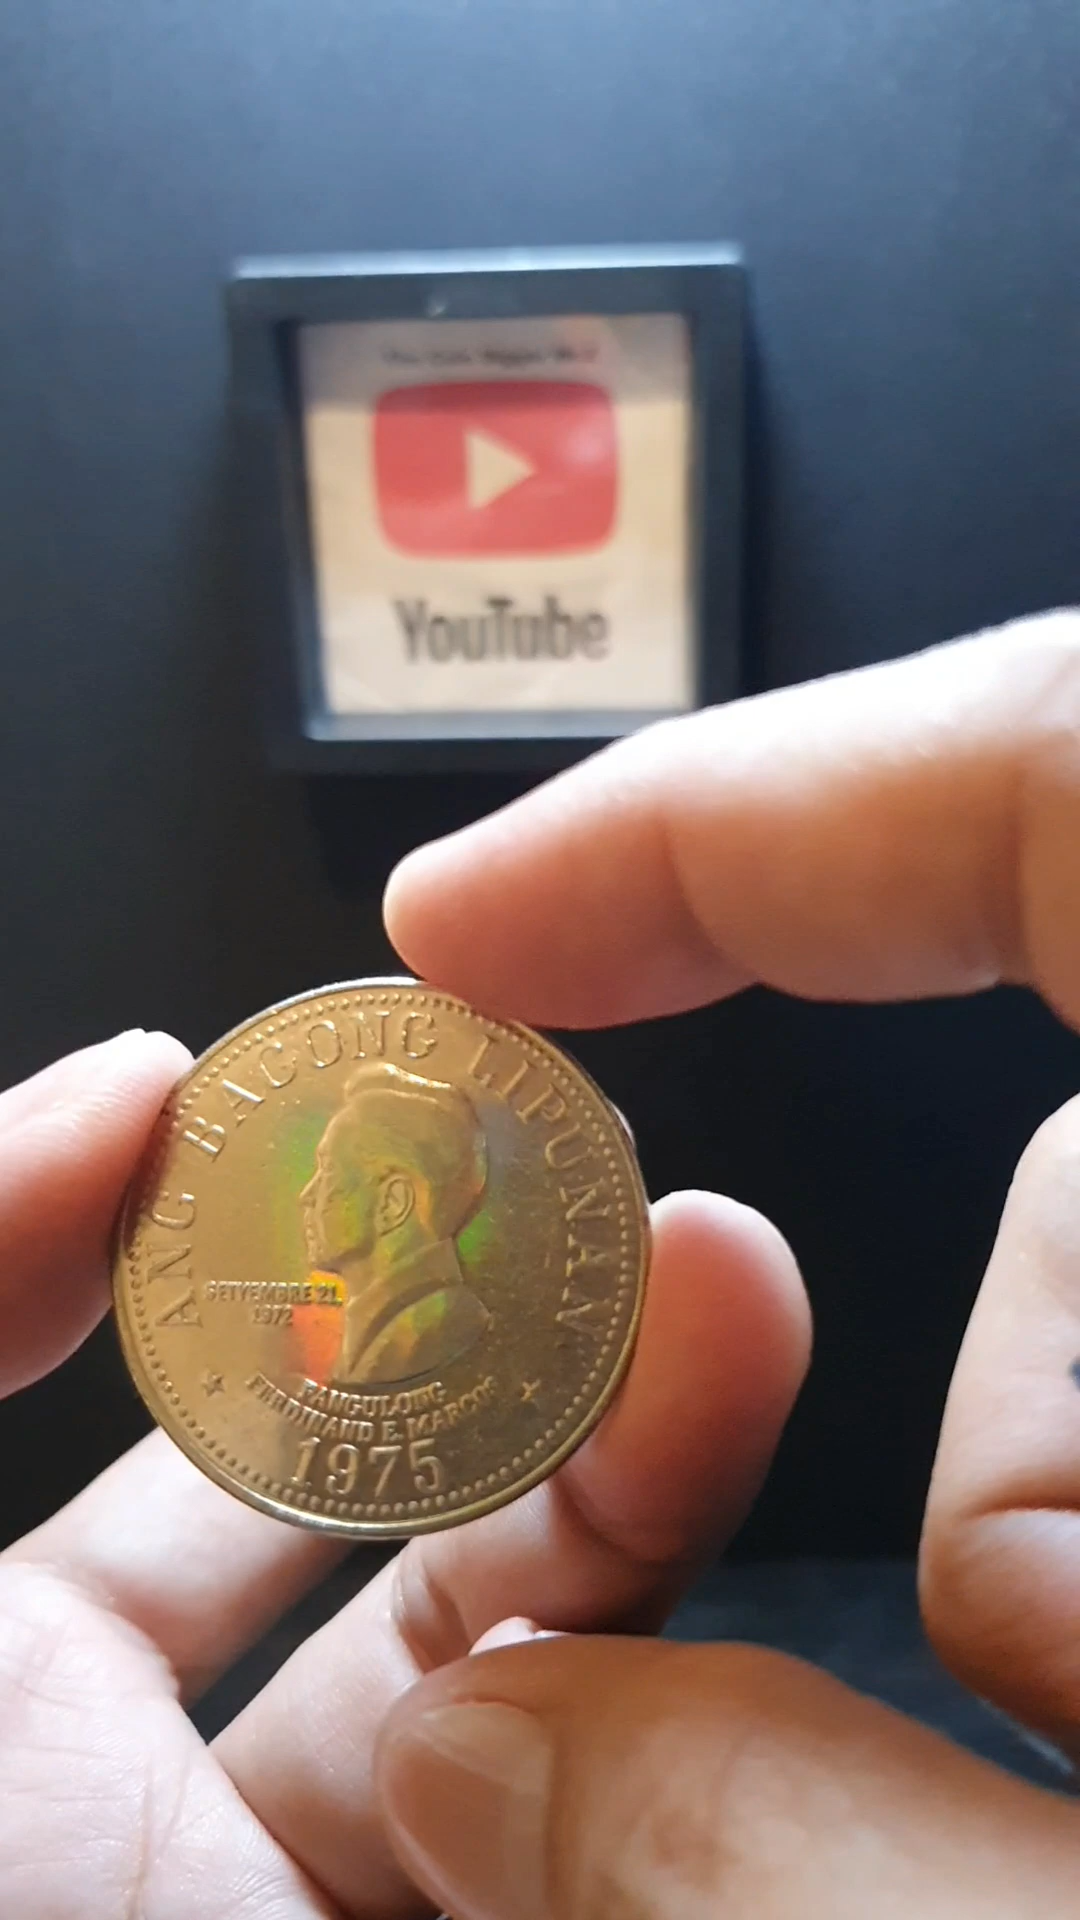 YouTube
ANG BAGONG LIPUNAN
SETYEMBRE 21,
1972
PANGULONG
FERDINAND E. MARCOS
1975